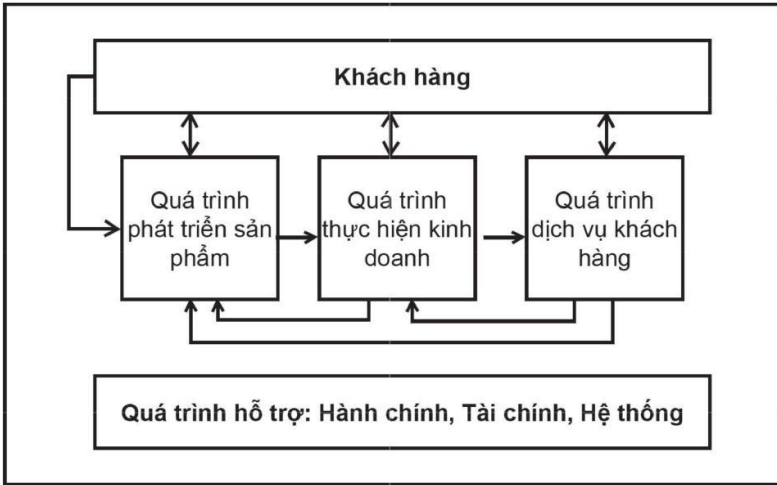 Khách hàng
Quá trình
phát triển sản
phẩm
Quá trình
thực hiện kinh
doanh
Quá trình
dịch vụ khách
hàng
Quá trình hỗ trợ: Hành chính, Tài chính, Hệ thống